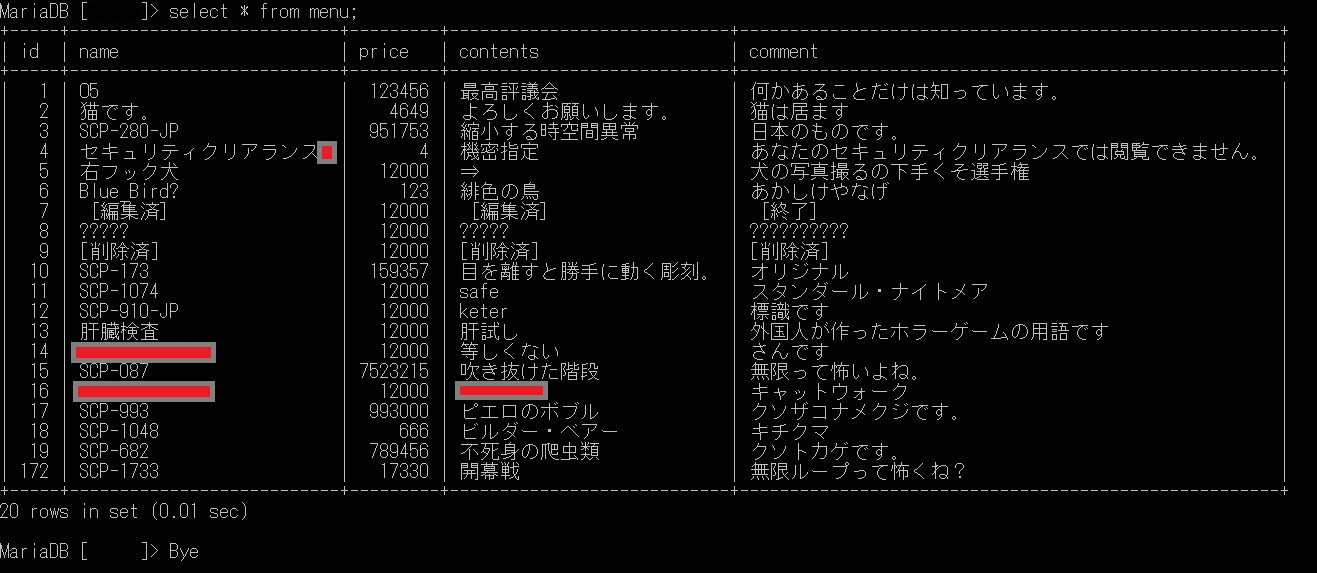 MariaDB [     ]> select * from menu;
| id | name | price | contents | comment |
| 1 | O5 | 123456 | 最高評議会 | 何かあることだけは知っています。 |
| 2 | 猫です。 | 4649 | よろしくお願いします。 | 猫は居ます |
| 3 | SCP-280-JP | 951753 | 縮小する時空間異常 | 日本のものです。 |
| 4 | セキュリティクリアランス | 4 | 機密指定 | あなたのセキュリティクリアランスでは閲覧できません。 |
| 5 | 右フック犬 | 12000 | ⇒ | 犬の写真撮るの下手くそ選手権 |
| 6 | Blue_Bird? | 123 | 緋色の鳥 | あかしけやなげ |
| 7 | [編集済] | 12000 | [編集済] | [終了] |
| 8 | ????? | 12000 | ????? | ?????????? |
| 9 | [削除済] | 12000 | [削除済] | [削除済] |
| 10 | SCP-173 | 159357 | 目を離すと勝手に動く彫刻。 | オリジナル |
| 11 | SCP-1074 | 12000 | safe | スタンダール・ナイトメア |
| 12 | SCP-910-JP | 12000 | keter | 標識です |
| 13 | 肝臓検査 | 12000 | 肝試し | 外国人が作ったホラーゲームの用語です |
| 14 | | 12000 | 等しくない | さんです |
| 15 | SCP-087 | 7523215 | 吹き抜けた階段 | 無限って怖いよね。 |
| 16 | | 12000 | | キャットウォーク |
| 17 | SCP-993 | 993000 | ピエロのボブル | クソザコナメクジです。 |
| 18 | SCP-1048 | 666 | ビルダー・ベアー | キチクマ |
| 19 | SCP-682 | 789456 | 不死身の爬虫類 | クソトカゲです。 |
| 172 | SCP-1733 | 17330 | 開幕戦 | 無限ループって怖くね？ |
20 rows in set (0.01 sec)
MariaDB [     ]> Bye